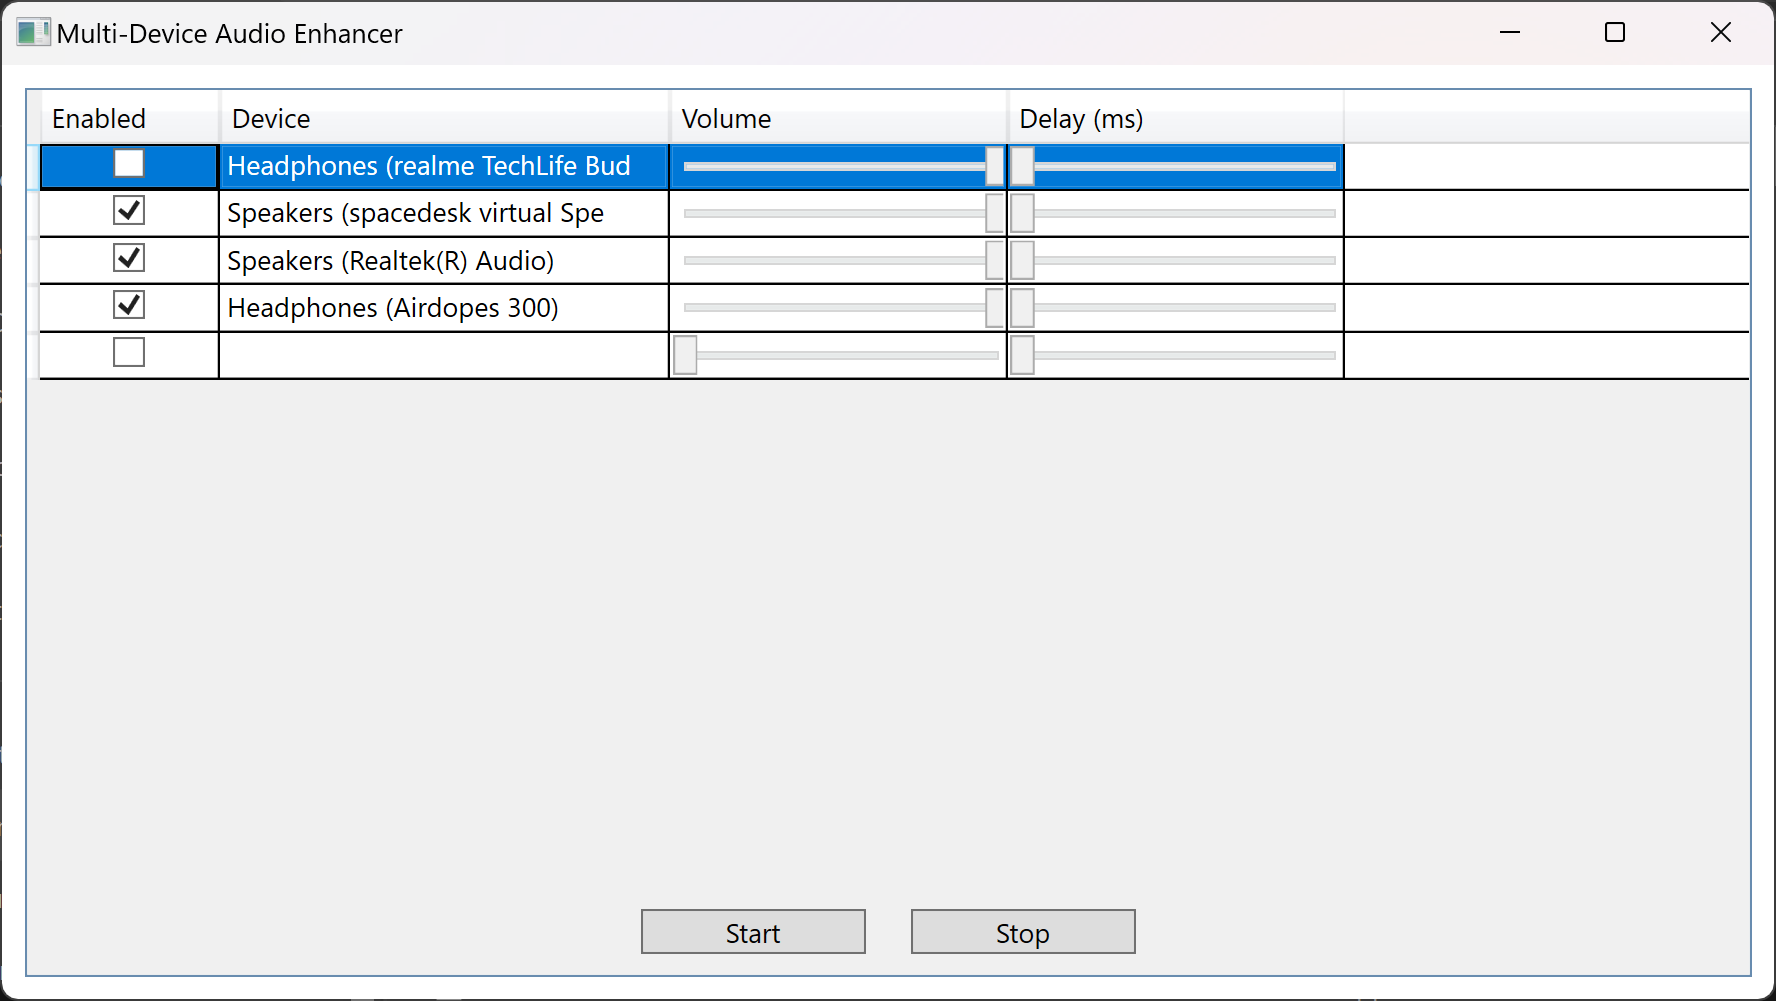 Multi-Device Audio Enhancer
Enabled Device Volume Delay (ms)
Headphones (realme TechLife Bud
Speakers (spacedesk virtual Spe
Speakers (Realtek(R) Audio)
Headphones (Airdopes 300)
Start Stop